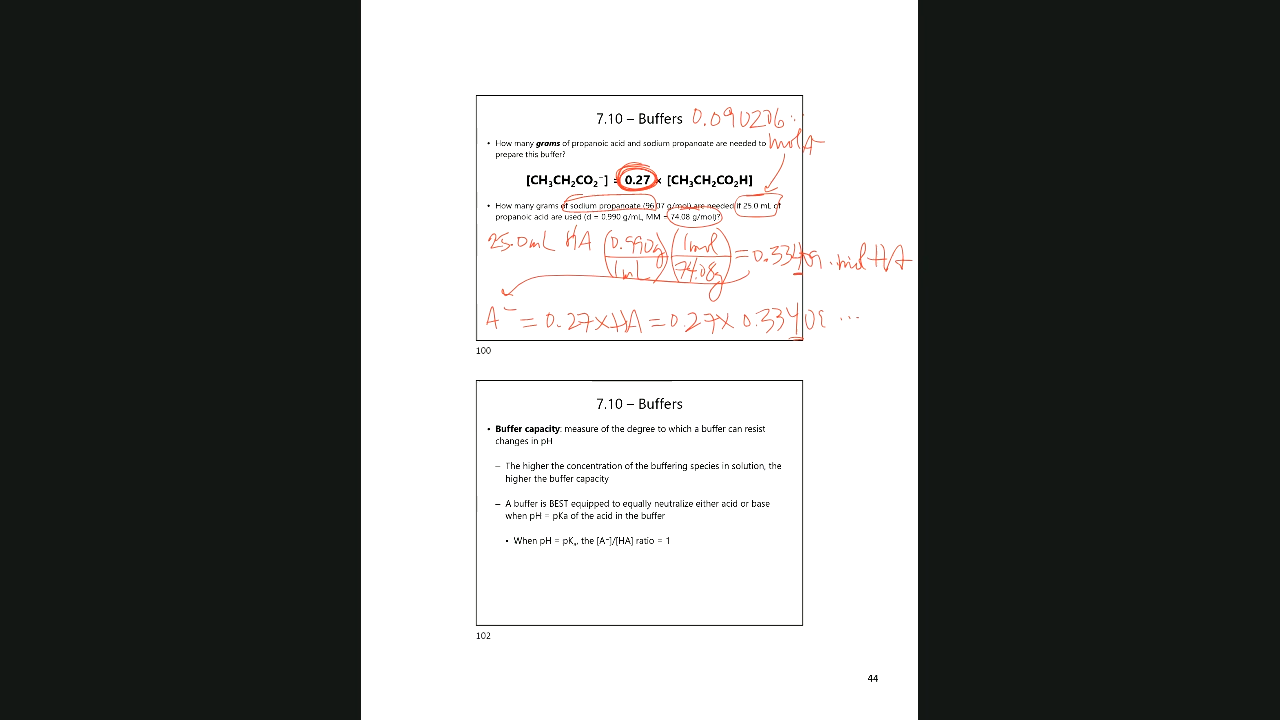 7.10 – Buffers 0.090206..
• How many grams of propanoic acid and sodium propanoate are needed to mol A⁻
prepare this buffer?
[CH₃CH₂CO₂⁻] = 0.27 × [CH₃CH₂CO₂H]
• How many grams of sodium propanoate (96.07 g/mol) are needed if 25.0 mL of
propanoic acid are used (d = 0.990 g/mL, MM = 74.08 g/mol)?
25.0mL HA (0.990g/1mL) (1mol/74.08g) = 0.33409.. mol HA
A⁻ = 0.27×HA = 0.27× 0.33409 ...
100
7.10 – Buffers
• Buffer capacity: measure of the degree to which a buffer can resist
changes in pH
– The higher the concentration of the buffering species in solution, the
higher the buffer capacity
– A buffer is BEST equipped to equally neutralize either acid or base
when pH = pKa of the acid in the buffer
• When pH = pKₐ, the [A⁻]/[HA] ratio = 1
102
44